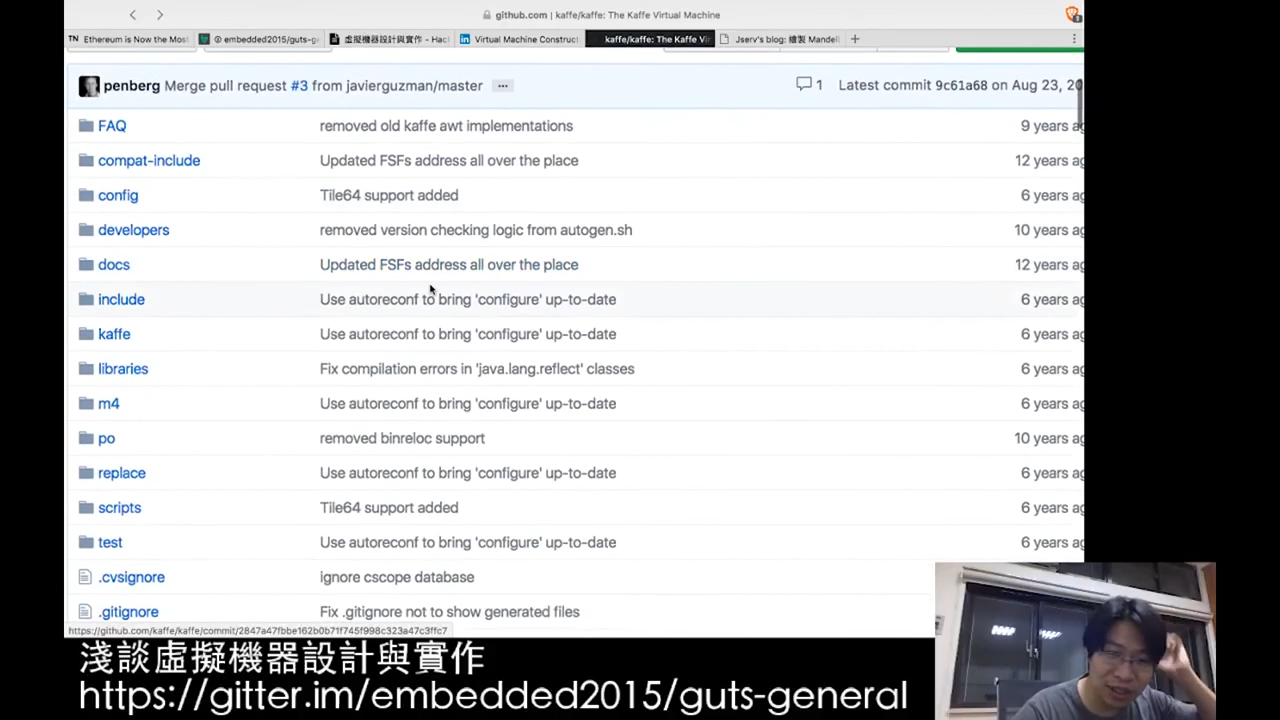 github.com | kaffe/kaffe: The Kaffe Virtual Machine
TN Ethereum is Now the Most
embedded2015/guts-g
虛擬機器設計與實作 - Hac
Virtual Machine Construct
kaffe/kaffe: The Kaffe Vir
Jserv's blog: 繪製 Mandel
penberg Merge pull request #3 from javierguzman/master ... 1 Latest commit 9c61a68 on Aug 23, 20
FAQ removed old kaffe awt implementations 9 years ag
compat-include Updated FSFs address all over the place 12 years ag
config Tile64 support added 6 years ag
developers removed version checking logic from autogen.sh 10 years ag
docs Updated FSFs address all over the place 12 years ag
include Use autoreconf to bring 'configure' up-to-date 6 years ag
kaffe Use autoreconf to bring 'configure' up-to-date 6 years ag
libraries Fix compilation errors in 'java.lang.reflect' classes 6 years ag
m4 Use autoreconf to bring 'configure' up-to-date 6 years ag
po removed binreloc support 10 years ag
replace Use autoreconf to bring 'configure' up-to-date 6 years ag
scripts Tile64 support added 6 years ag
test Use autoreconf to bring 'configure' up-to-date 6 years ag
.cvsignore ignore cscope database
.gitignore Fix .gitignore not to show generated files
https://github.com/kaffe/kaffe/commit/2847a47fbbe162b0b71f745f998c323a47c3ffc7
淺談虛擬機器設計與實作
https://gitter.im/embedded2015/guts-general